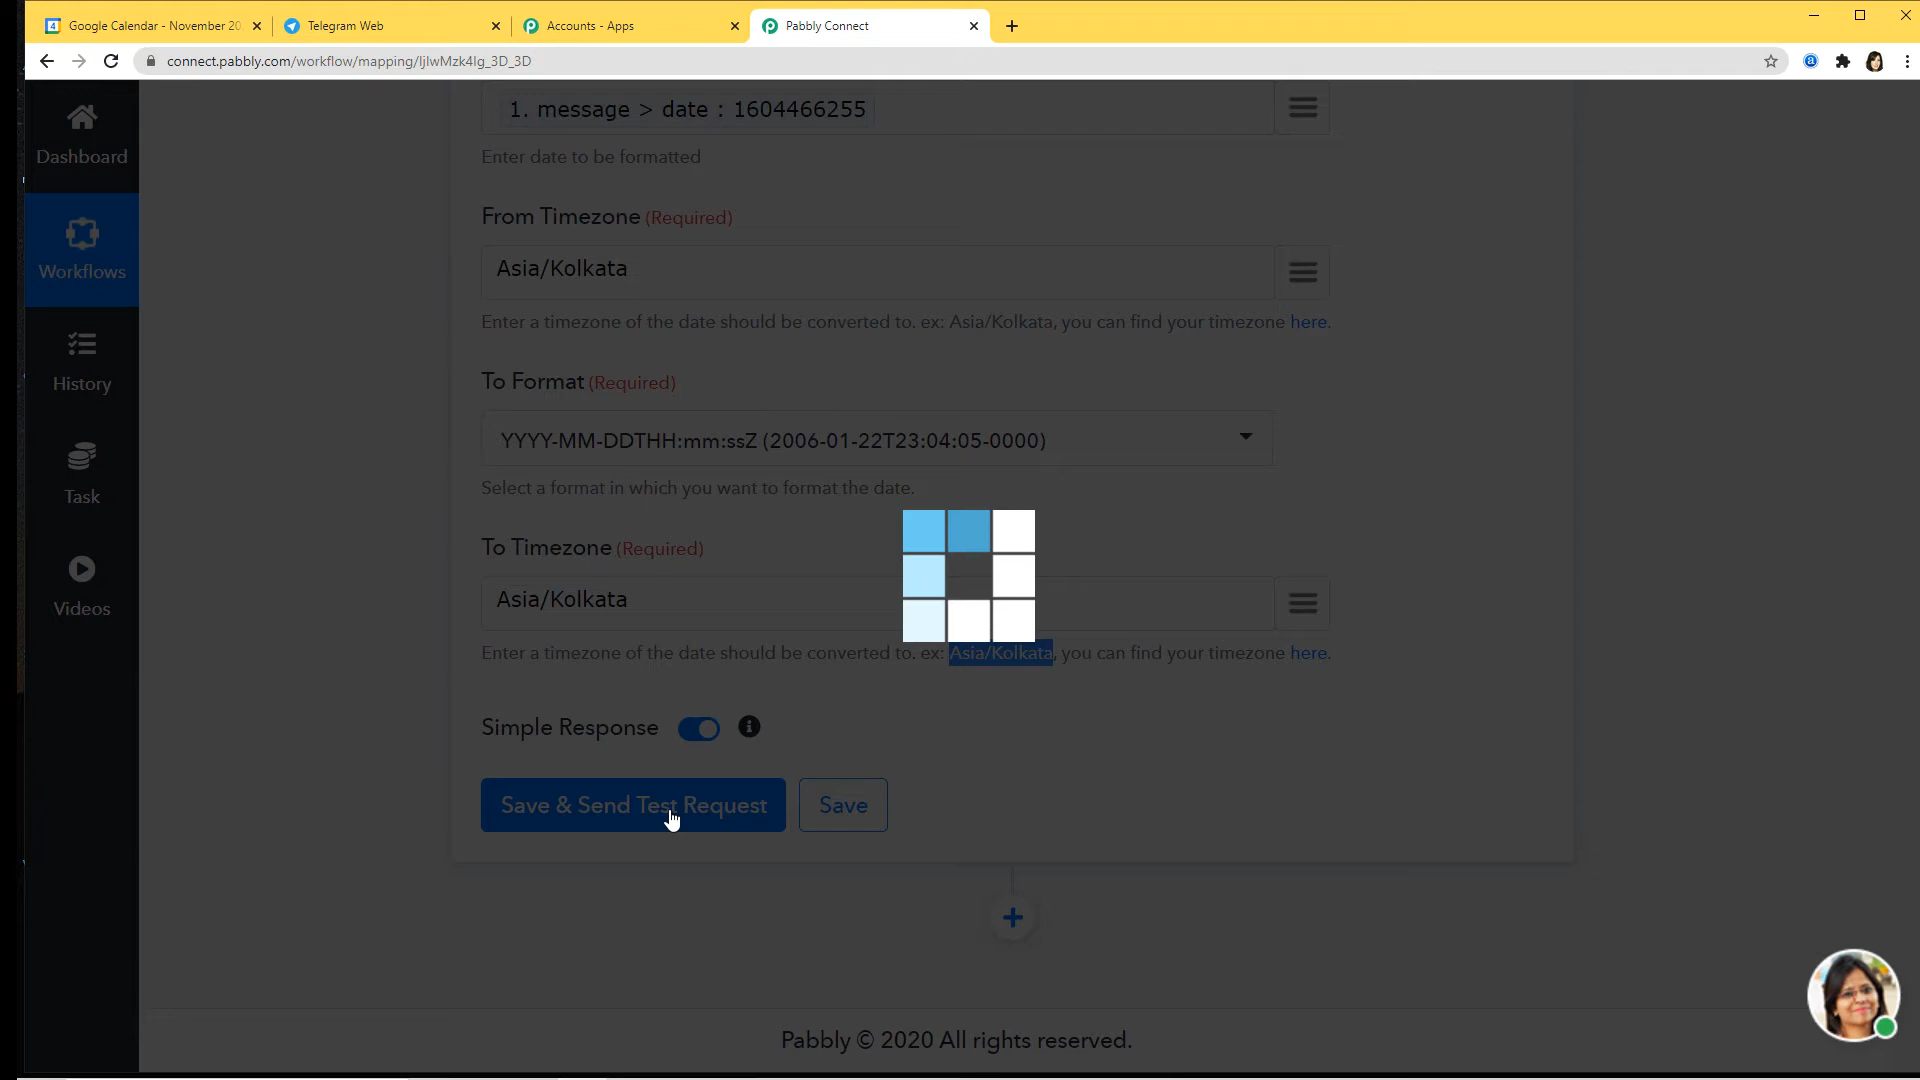 Google Calendar - November 20
Telegram Web
Accounts - Apps
Pabbly Connect
connect.pabbly.com/workflow/mapping/IjIwMzk4Ig_3D_3D
Dashboard
Workflows
History
Task
Videos
1. message > date : 1604466255
Enter date to be formatted
From Timezone (Required)
Asia/Kolkata
Enter a timezone of the date should be converted to. ex: Asia/Kolkata, you can find your timezone here.
To Format (Required)
YYYY-MM-DDTHH:mm:ssZ (2006-01-22T23:04:05-0000)
Select a format in which you want to format the date.
To Timezone (Required)
Asia/Kolkata
Enter a timezone of the date should be converted to. ex: Asia/Kolkata, you can find your timezone here.
Simple Response
Save & Send Test Request
Save
Pabbly © 2020 All rights reserved.